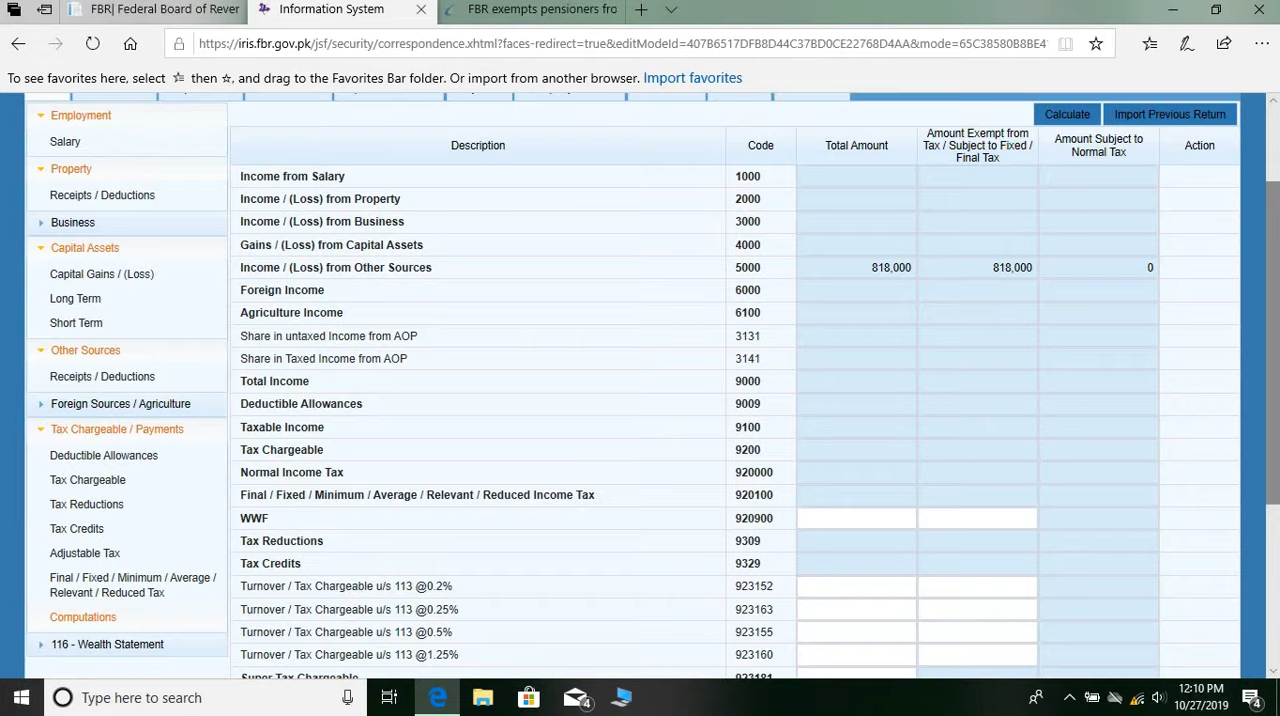 FBR| Federal Board of Rever
Information System
FBR exempts pensioners fro
https://iris.fbr.gov.pk/jsf/security/correspondence.xhtml?faces-redirect=true&editModeId=407B6517DFB8D44C37BD0CE22768D4AA&mode=65C38580B8BE4
To see favorites here, select then , and drag to the Favorites Bar folder. Or import from another browser. Import favorites
Calculate
Import Previous Return
Employment
Salary
Property
Receipts / Deductions
Business
Capital Assets
Capital Gains / (Loss)
Long Term
Short Term
Other Sources
Receipts / Deductions
Foreign Sources / Agriculture
Tax Chargeable / Payments
Deductible Allowances
Tax Chargeable
Tax Reductions
Tax Credits
Adjustable Tax
Final / Fixed / Minimum / Average /
Relevant / Reduced Tax
Computations
116 - Wealth Statement
Description
Code
Total Amount
Amount Exempt from
Tax / Subject to Fixed /
Final Tax
Amount Subject to
Normal Tax
Action
Income from Salary 1000
Income / (Loss) from Property 2000
Income / (Loss) from Business 3000
Gains / (Loss) from Capital Assets 4000
Income / (Loss) from Other Sources 5000 818,000 818,000 0
Foreign Income 6000
Agriculture Income 6100
Share in untaxed Income from AOP 3131
Share in Taxed Income from AOP 3141
Total Income 9000
Deductible Allowances 9009
Taxable Income 9100
Tax Chargeable 9200
Normal Income Tax 920000
Final / Fixed / Minimum / Average / Relevant / Reduced Income Tax 920100
WWF 920900
Tax Reductions 9309
Tax Credits 9329
Turnover / Tax Chargeable u/s 113 @0.2% 923152
Turnover / Tax Chargeable u/s 113 @0.25% 923163
Turnover / Tax Chargeable u/s 113 @0.5% 923155
Turnover / Tax Chargeable u/s 113 @1.25% 923160
Super Tax Chargeable 923181
Type here to search
4
12:10 PM
10/27/2019
4